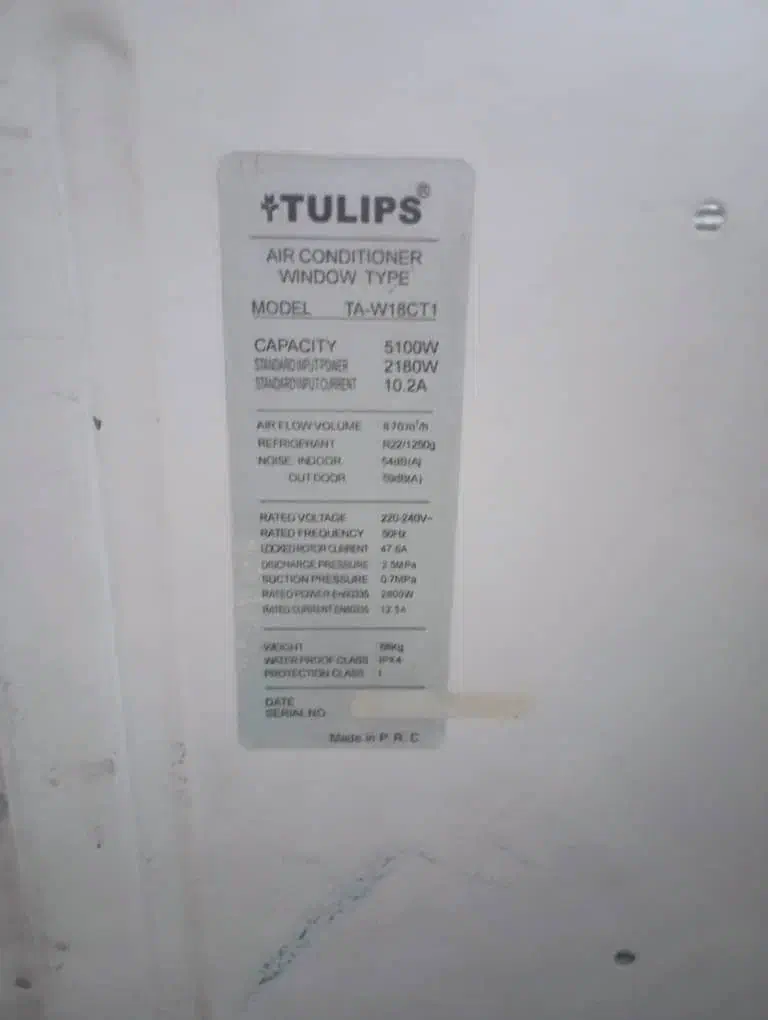 TULIPS®
AIR CONDITIONER
WINDOW TYPE
MODEL TA-W18CT1
CAPACITY 5100W
STANDARD INPUT POWER 2180W
STANDARD INPUT CURRENT 10.2A
AIR FLOW VOLUME 870m³/h
REFRIGERANT R22/1250g
NOISE INDOOR 54dB(A)
OUTDOOR dB(A)
RATED VOLTAGE 220-240V~
RATED FREQUENCY 50Hz
LOCKED ROTOR CURRENT 47.6A
DISCHARGE PRESSURE 2.5MPa
SUCTION PRESSURE 0.7MPa
RATED POWER EN60335 2800W
RATED CURRENT EN60335 12.5A
WEIGHT Kg
WATER PROOF CLASS IPX4
PROTECTION CLASS I
DATE
SERIAL NO
Made in P.R.C